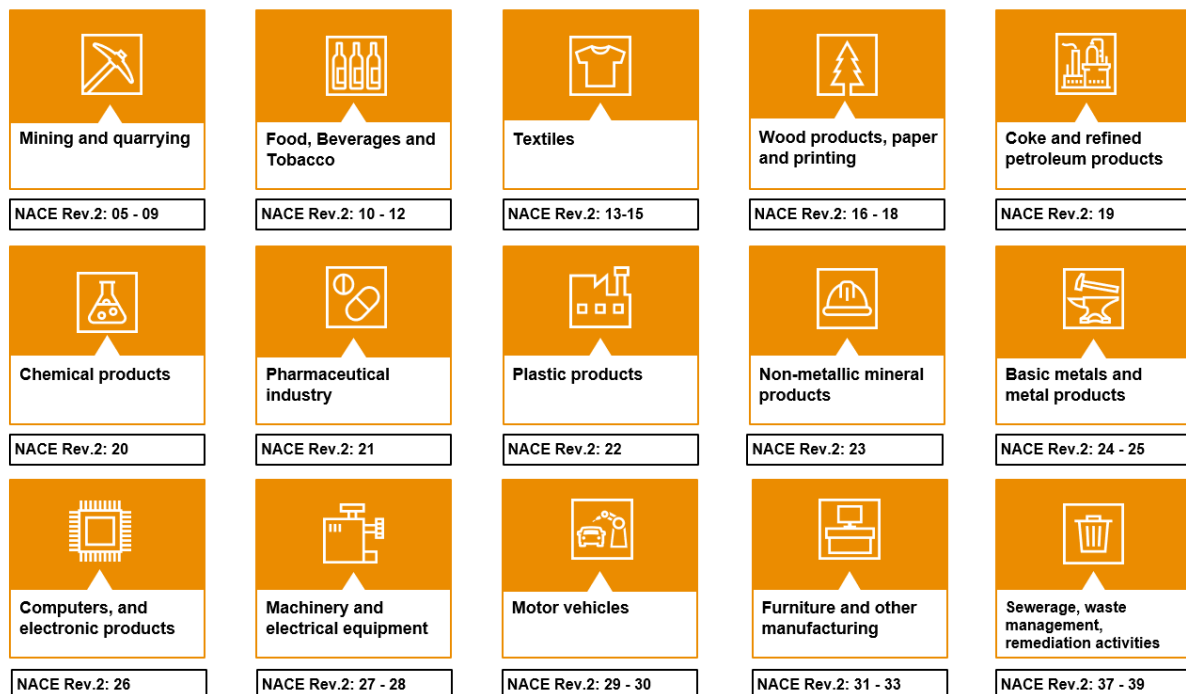 Mining and quarrying
NACE Rev.2: 05 - 09
Food, Beverages and
Tobacco
NACE Rev.2: 10 - 12
Textiles
NACE Rev.2: 13-15
Wood products, paper
and printing
NACE Rev.2: 16 - 18
Coke and refined
petroleum products
NACE Rev.2: 19
Chemical products
NACE Rev.2: 20
Pharmaceutical
industry
NACE Rev.2: 21
Plastic products
NACE Rev.2: 22
Non-metallic mineral
products
NACE Rev.2: 23
Basic metals and
metal products
NACE Rev.2: 24 - 25
Computers, and
electronic products
NACE Rev.2: 26
Machinery and
electrical equipment
NACE Rev.2: 27 - 28
Motor vehicles
NACE Rev.2: 29 - 30
Furniture and other
manufacturing
NACE Rev.2: 31 - 33
Sewerage, waste
management,
remediation activities
NACE Rev.2: 37 - 39